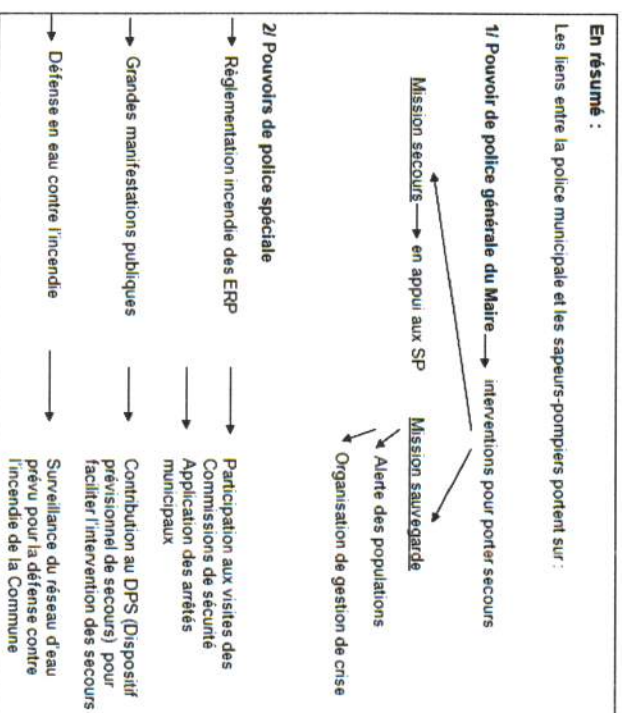 En résumé :
Les liens entre la police municipale et les sapeurs-pompiers portent sur :
1/ Pouvoir de police générale du Maire → interventions pour porter secours
Mission secours → en appui aux SP
Mission sauvegarde
Alerte des populations
Organisation de gestion de crise
2/ Pouvoirs de police spéciale
→ Règlementation incendie des ERP
→ Participation aux visites des
Commissions de sécurité
→ Application des arrêtés
municipaux
→ Grandes manifestations publiques
→ Contribution au DPS (Dispositif
prévisionnel de secours) pour
faciliter l'intervention des secours
→ Défense en eau contre l'incendie
→ Surveillance du réseau d'eau
prévu pour la défense contre
l'incendie de la Commune